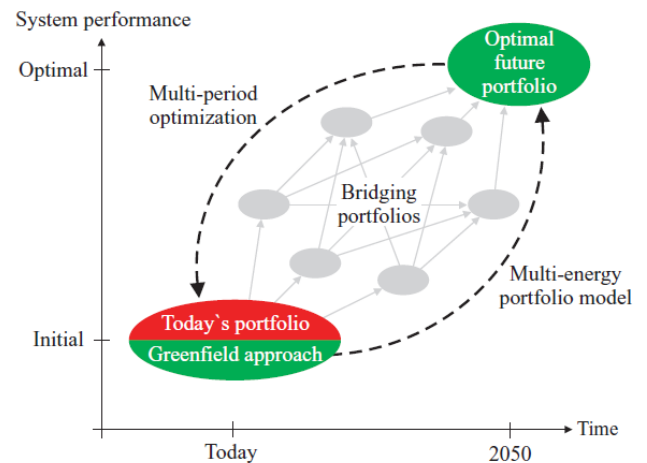 System performance
Optimal
Optimal
future
portfolio
Multi-period
optimization
Bridging
portfolios
Multi-energy
portfolio model
Initial
Today`s portfolio
Greenfield approach
Time
Today
2050